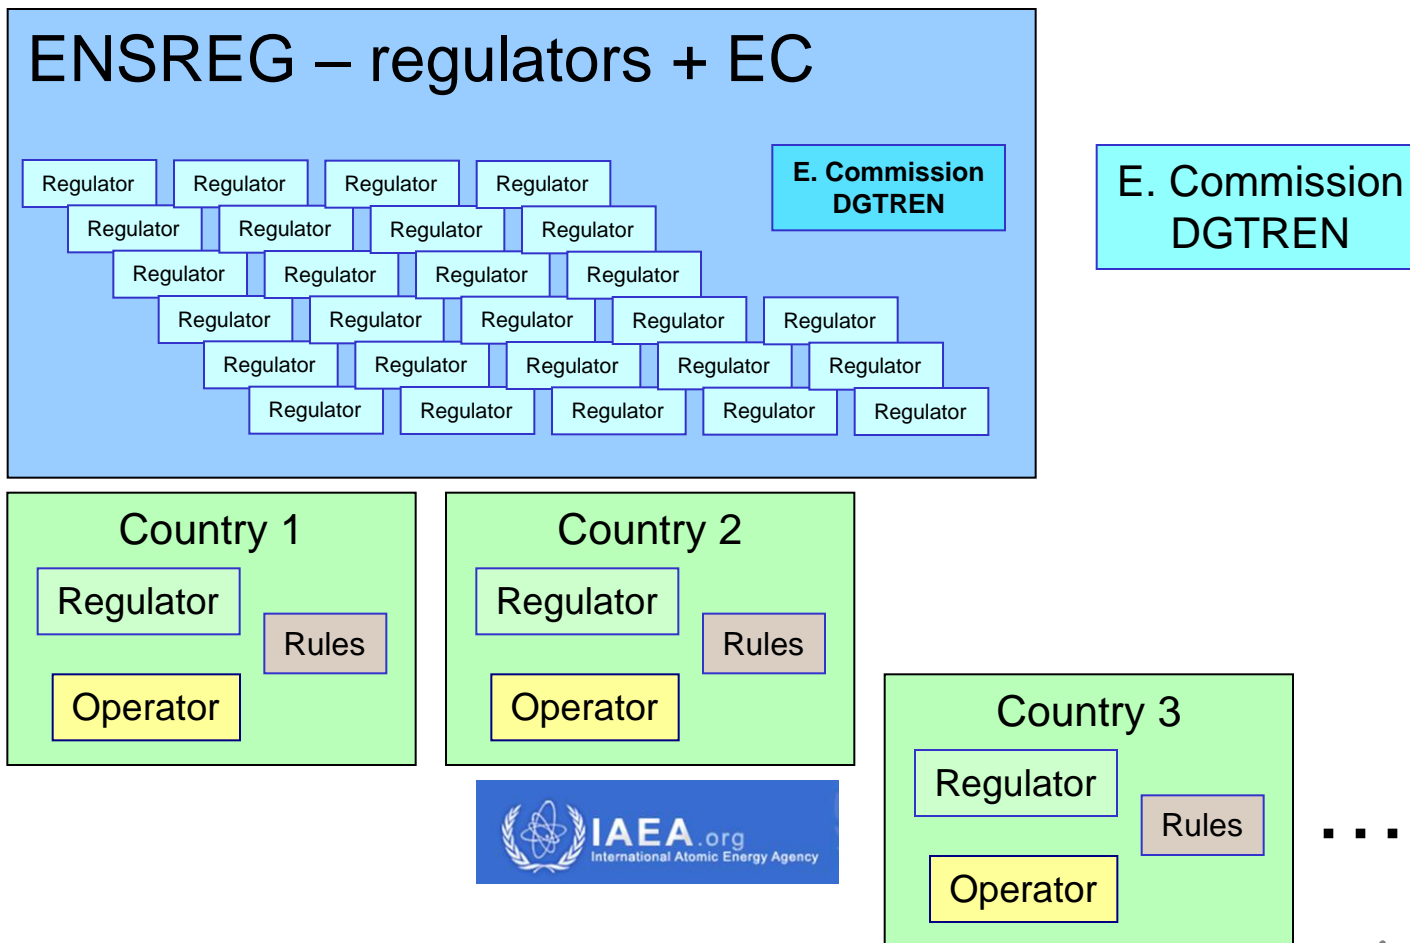 ENSREG – regulators + EC
E. Commission
DGTREN
E. Commission
DGTREN
Regulator Regulator Regulator Regulator
Regulator Regulator Regulator Regulator
Regulator Regulator Regulator Regulator
Regulator Regulator Regulator Regulator Regulator
Regulator Regulator Regulator Regulator Regulator
Regulator Regulator Regulator Regulator Regulator
Country 1
Regulator
Rules
Operator
Country 2
Regulator
Rules
Operator
Country 3
Regulator
Rules
Operator
. . .
IAEA.org
International Atomic Energy Agency